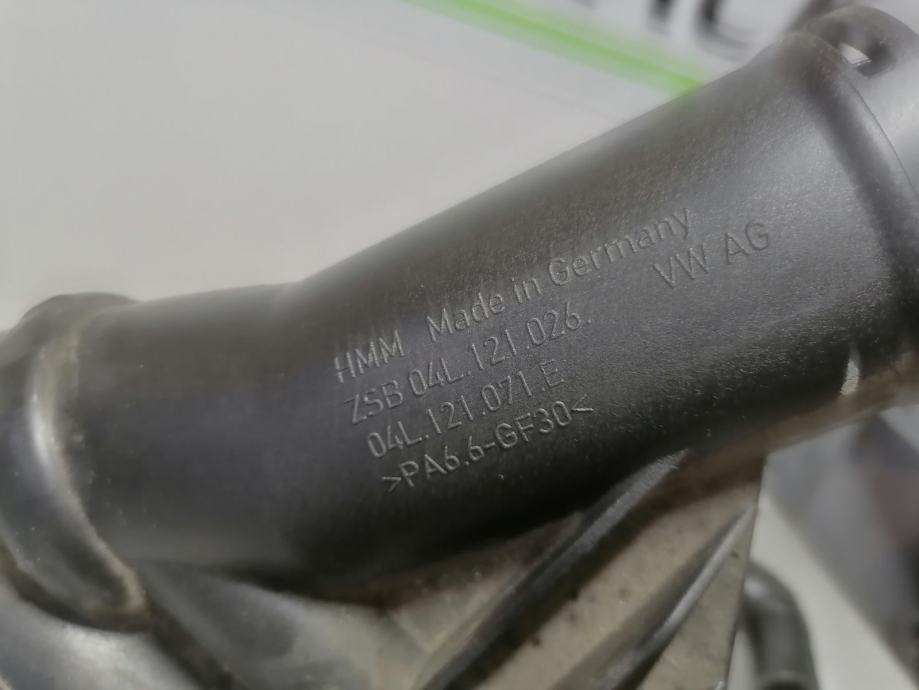 HMM Made in Germany VW AG
ZSB 04L.121.026.
04L.121.071.E
>PA6.6-GF30<